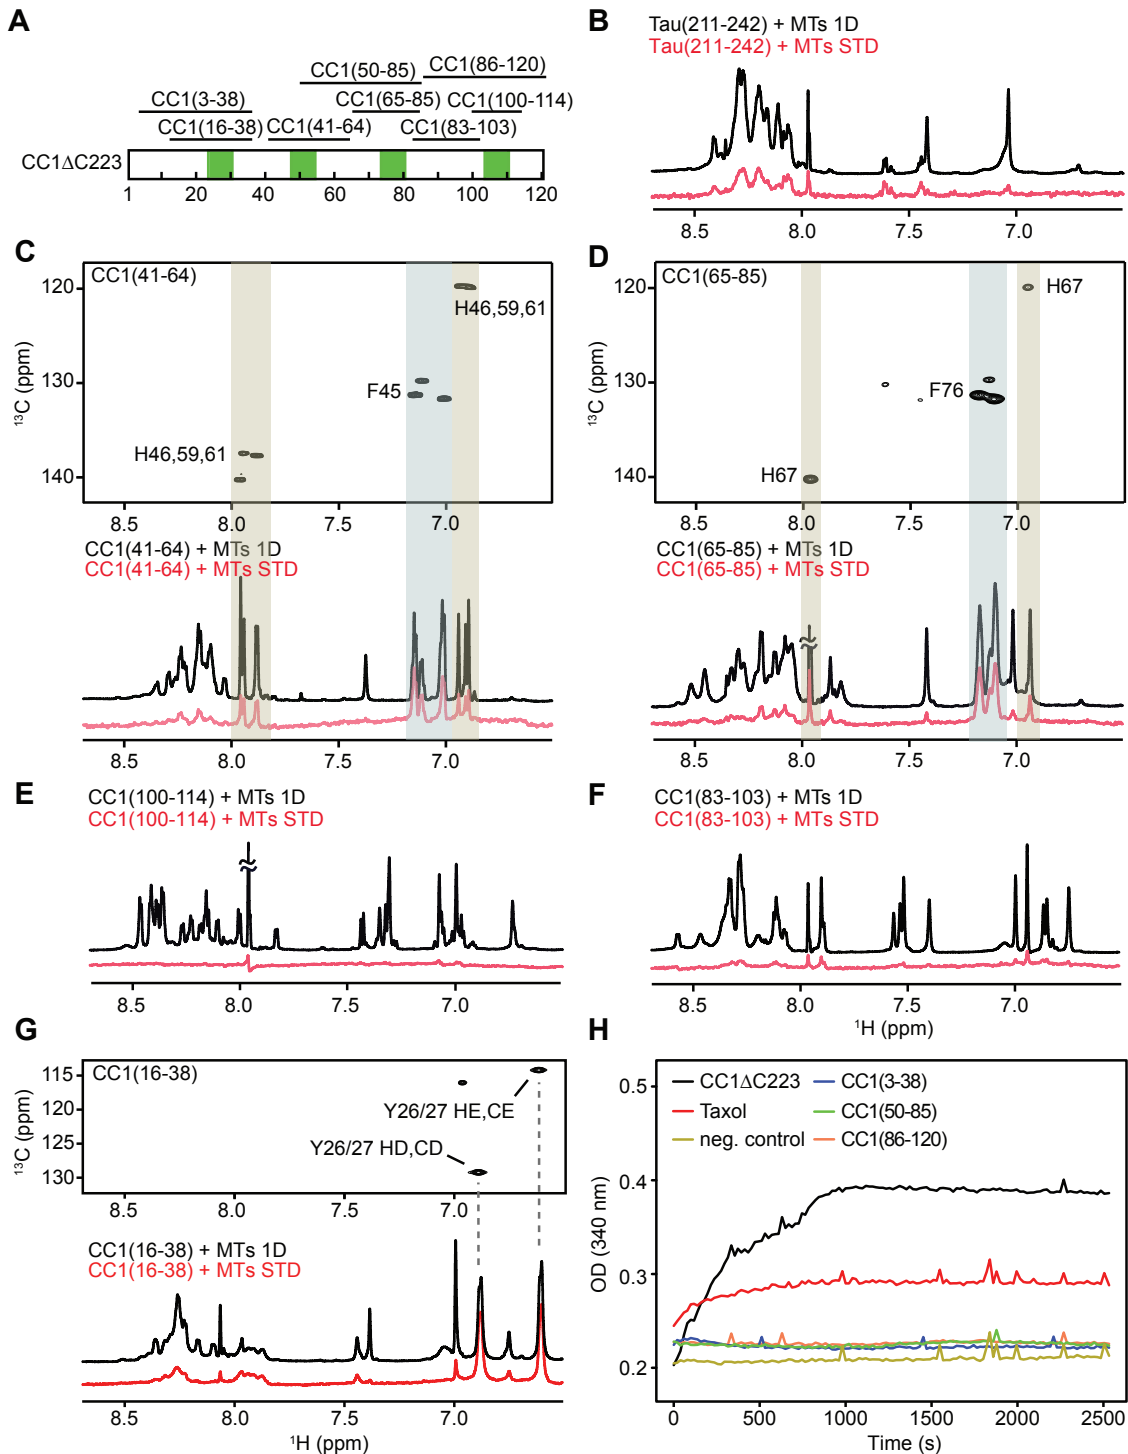 A
CC1(86-120)
CC1(50-85)
CC1(3-38)
CC1(65-85)
CC1(100-114)
CC1(16-38)
CC1(41-64)
CC1(83-103)
CC1ΔC223
1 20 40 60 80 100 120
B
Tau(211-242) + MTs 1D
Tau(211-242) + MTs STD
8.5 8.0 7.5 7.0
C
CC1(41-64)
120
130
140
¹³C (ppm)
H46,59,61
F45
H46,59,61
8.5 8.0 7.5 7.0
CC1(41-64) + MTs 1D
CC1(41-64) + MTs STD
8.5 8.0 7.5 7.0
D
CC1(65-85)
120
130
140
¹³C (ppm)
H67
F76
H67
8.5 8.0 7.5 7.0
CC1(65-85) + MTs 1D
CC1(65-85) + MTs STD
8.5 8.0 7.5 7.0
E
CC1(100-114) + MTs 1D
CC1(100-114) + MTs STD
8.5 8.0 7.5 7.0
F
CC1(83-103) + MTs 1D
CC1(83-103) + MTs STD
8.5 8.0 7.5 7.0
¹H (ppm)
G
CC1(16-38)
115
120
125
130
¹³C (ppm)
Y26/27 HE,CE
Y26/27 HD,CD
8.5 8.0 7.5 7.0
CC1(16-38) + MTs 1D
CC1(16-38) + MTs STD
8.5 8.0 7.5 7.0
¹H (ppm)
H
CC1ΔC223
Taxol
neg. control
CC1(3-38)
CC1(50-85)
CC1(86-120)
0.5
0.4
0.3
0.2
OD (340 nm)
0 500 1000 1500 2000 2500
Time (s)